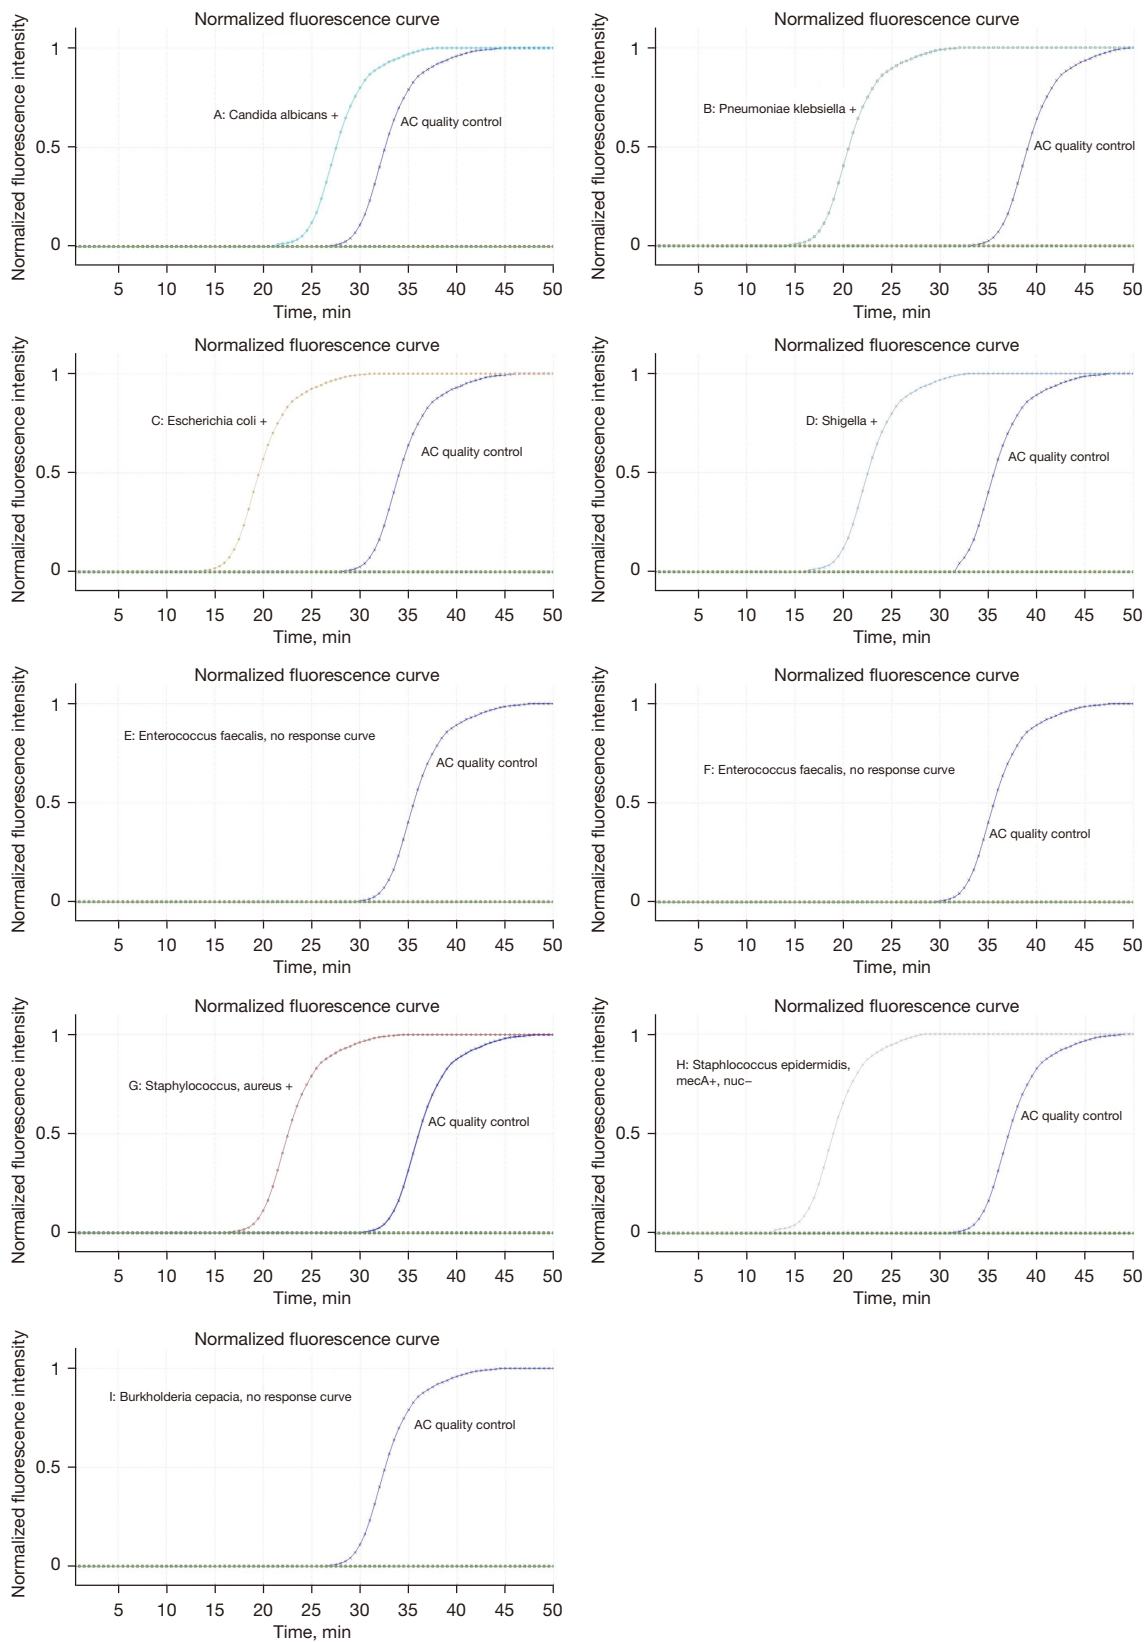 Normalized fluorescence curve
Normalized fluorescence intensity
1
0.5
0
A: Candida albicans +
AC quality control
5 10 15 20 25 30 35 40 45 50
Time, min
Normalized fluorescence curve
Normalized fluorescence intensity
1
0.5
0
B: Pneumoniae klebsiella +
AC quality control
5 10 15 20 25 30 35 40 45 50
Time, min
Normalized fluorescence curve
Normalized fluorescence intensity
1
0.5
0
C: Escherichia coli +
AC quality control
5 10 15 20 25 30 35 40 45 50
Time, min
Normalized fluorescence curve
Normalized fluorescence intensity
1
0.5
0
D: Shigella +
AC quality control
5 10 15 20 25 30 35 40 45 50
Time, min
Normalized fluorescence curve
Normalized fluorescence intensity
1
0.5
0
E: Enterococcus faecalis, no response curve
AC quality control
5 10 15 20 25 30 35 40 45 50
Time, min
Normalized fluorescence curve
Normalized fluorescence intensity
1
0.5
0
F: Enterococcus faecalis, no response curve
AC quality control
5 10 15 20 25 30 35 40 45 50
Time, min
Normalized fluorescence curve
Normalized fluorescence intensity
1
0.5
0
G: Staphylococcus, aureus +
AC quality control
5 10 15 20 25 30 35 40 45 50
Time, min
Normalized fluorescence curve
Normalized fluorescence intensity
1
0.5
0
H: Staphlococcus epidermidis,
mecA+, nuc−
AC quality control
5 10 15 20 25 30 35 40 45 50
Time, min
Normalized fluorescence curve
Normalized fluorescence intensity
1
0.5
0
I: Burkholderia cepacia, no response curve
AC quality control
5 10 15 20 25 30 35 40 45 50
Time, min